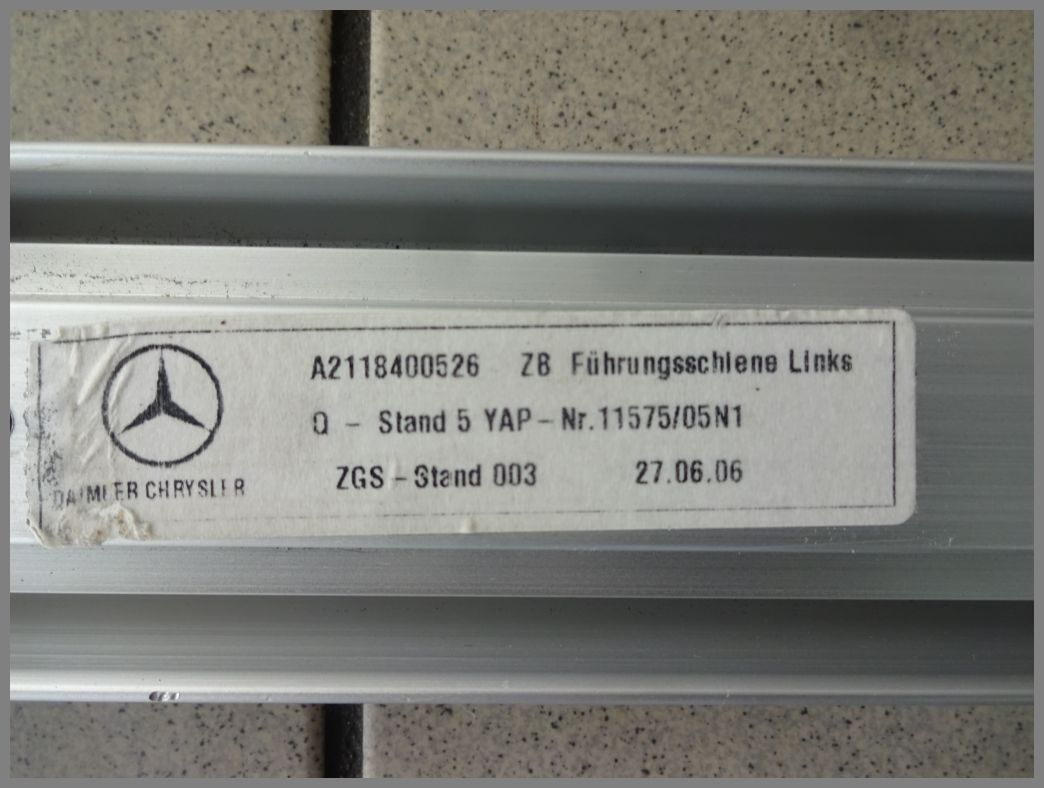 A2118400526 ZB Führungsschiene Links
Q - Stand 5 YAP-Nr.11575/05N1
ZGS-Stand 003 27.06.06
DAIMLER CHRYSLER